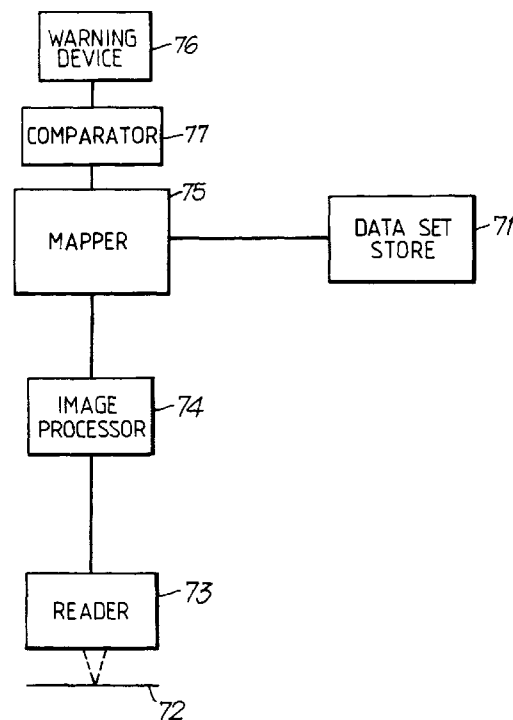 WARNING
DEVICE
76
COMPARATOR
77
75
MAPPER
DATA SET
STORE
71
IMAGE
PROCESSOR
74
READER
73
72